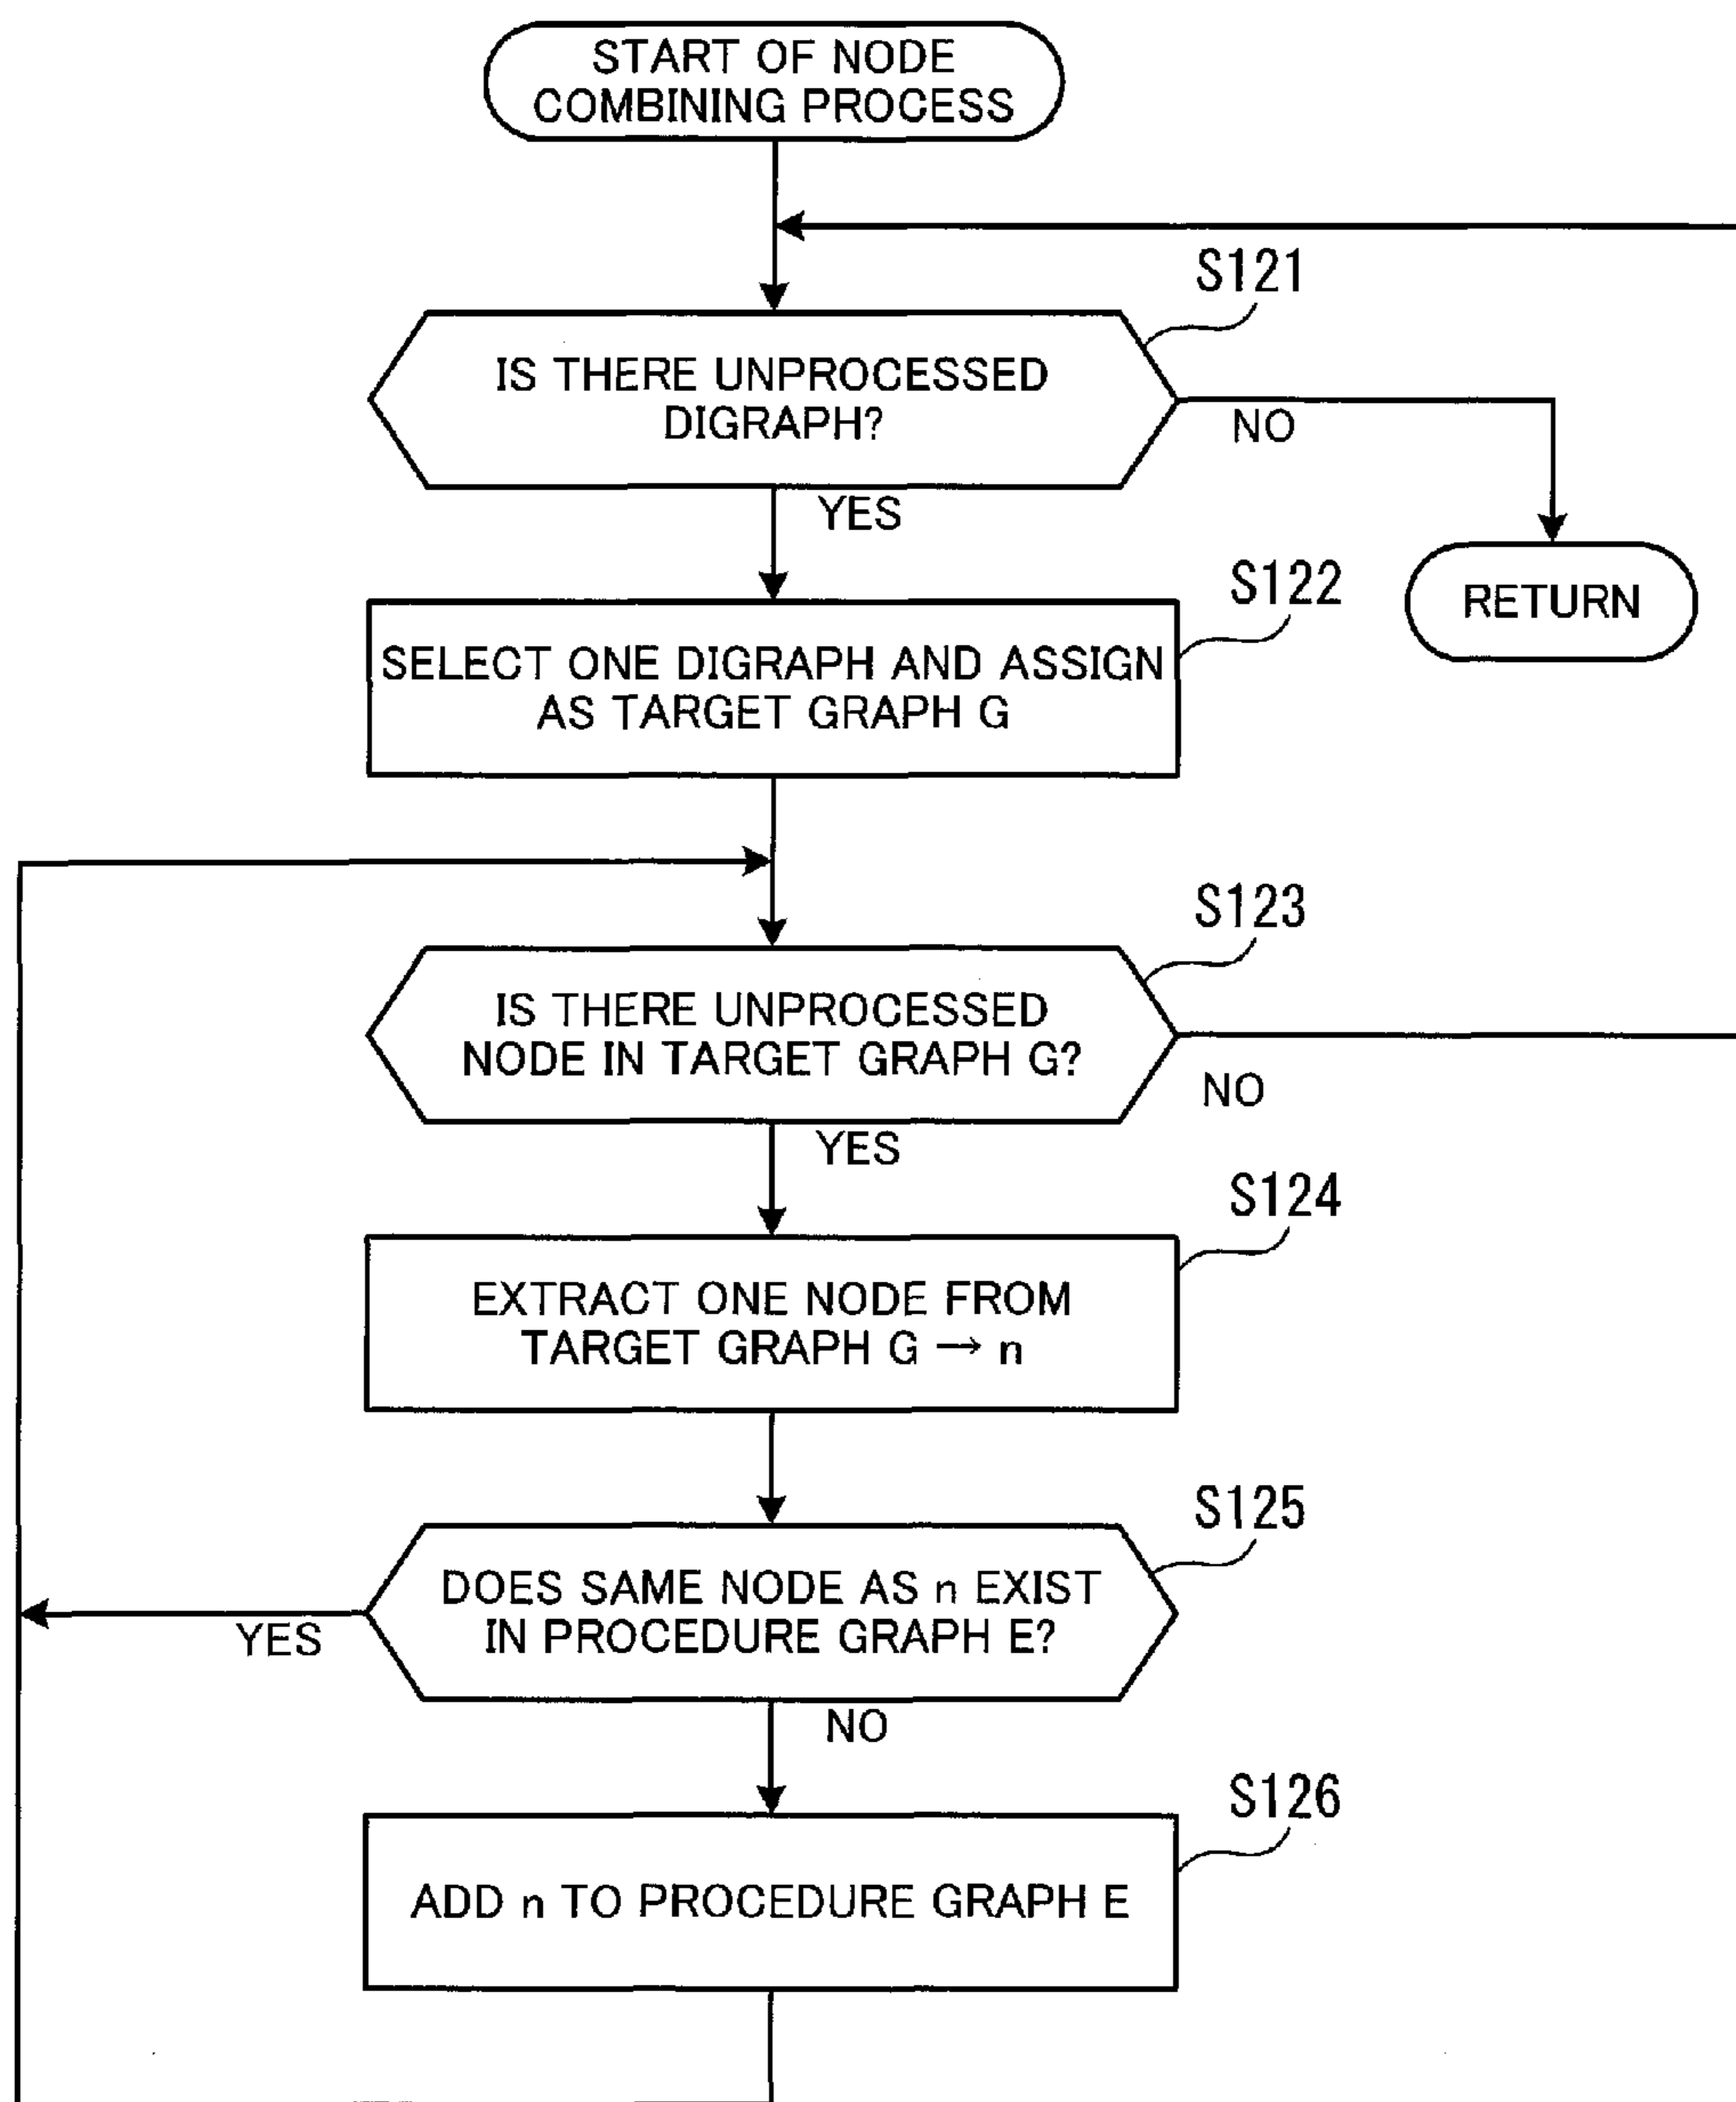 START OF NODE
COMBINING PROCESS
S121
IS THERE UNPROCESSED
DIGRAPH?
NO
YES
S122
RETURN
SELECT ONE DIGRAPH AND ASSIGN
AS TARGET GRAPH G
S123
IS THERE UNPROCESSED
NODE IN TARGET GRAPH G?
NO
YES
S124
EXTRACT ONE NODE FROM
TARGET GRAPH G → n
S125
DOES SAME NODE AS n EXIST
IN PROCEDURE GRAPH E?
YES
NO
S126
ADD n TO PROCEDURE GRAPH E